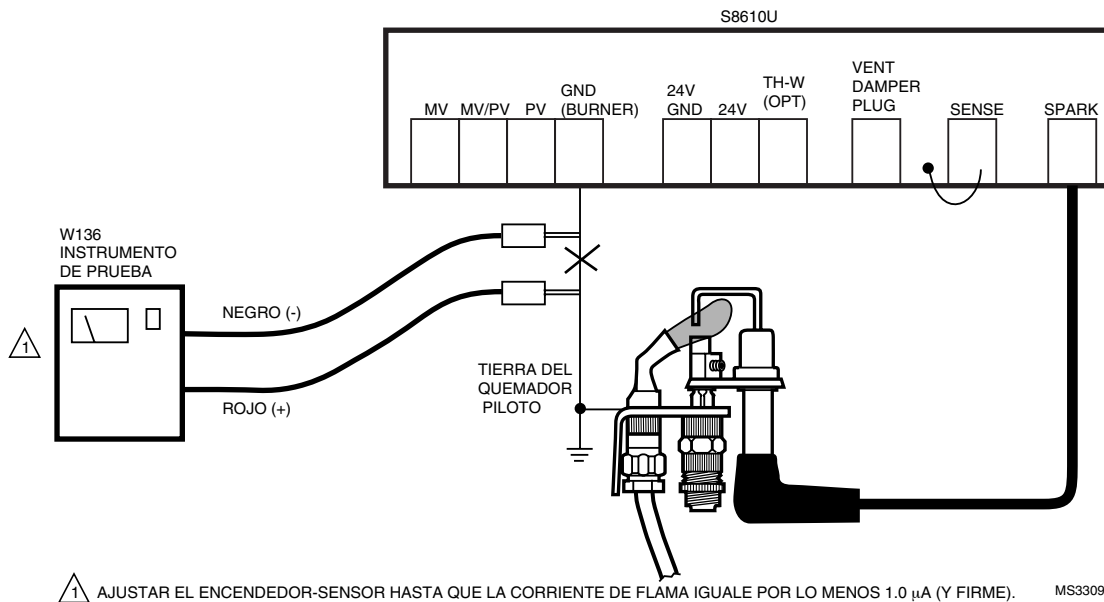 S8610U
MV MV/PV PV GND
(BURNER) 24V
GND 24V TH-W
(OPT) VENT
DAMPER
PLUG SENSE SPARK
W136
INSTRUMENTO
DE PRUEBA
NEGRO (-)
ROJO (+)
1
TIERRA DEL
QUEMADOR
PILOTO
1 AJUSTAR EL ENCENDEDOR-SENSOR HASTA QUE LA CORRIENTE DE FLAMA IGUALE POR LO MENOS 1.0 µA (Y FIRME). MS3309